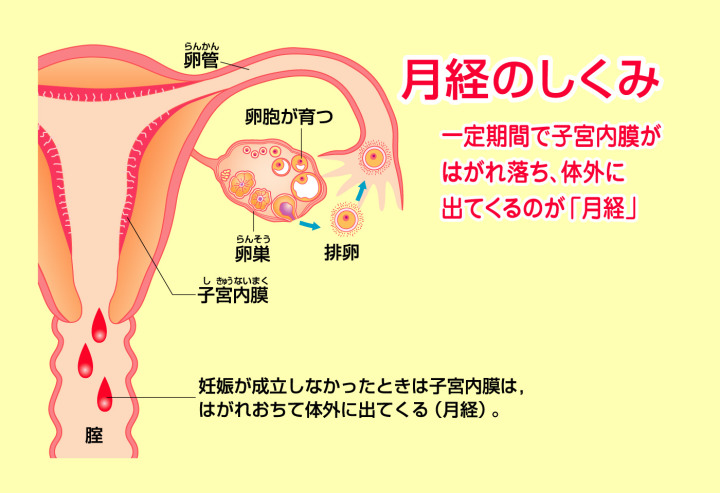 らんかん
卵管
月経のしくみ
卵胞が育つ
一定期間で子宮内膜が
はがれ落ち、体外に
出てくるのが「月経」
らんそう
卵巣
排卵
しきゅうないまく
子宮内膜
妊娠が成立しなかったときは子宮内膜は，
はがれおちて体外に出てくる（月経）。
腟